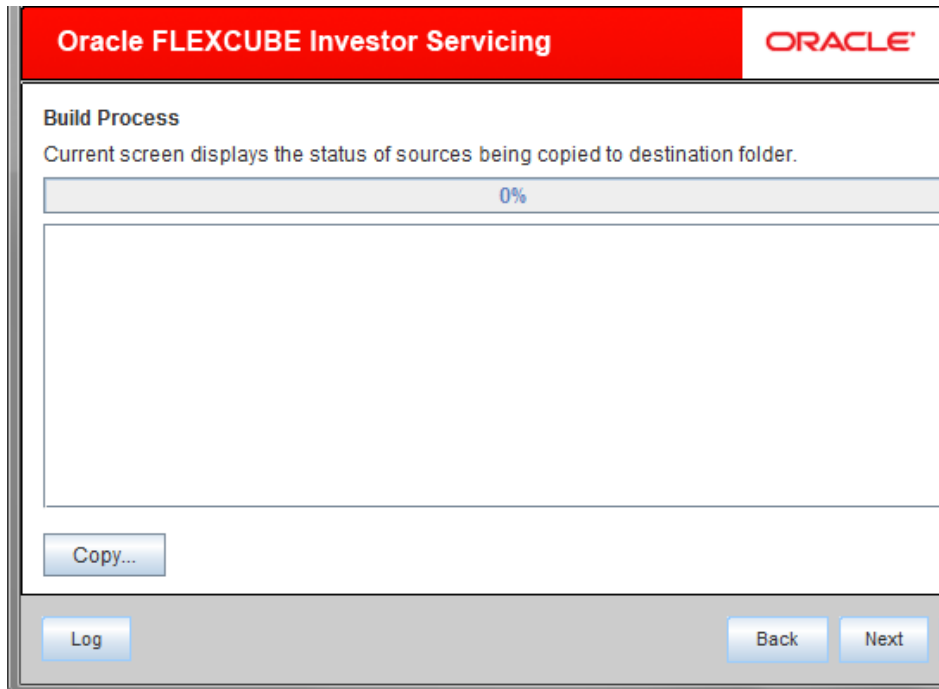 Oracle FLEXCUBE Investor Servicing
ORACLE
Build Process
Current screen displays the status of sources being copied to destination folder.
0%
Copy...
Log
Back
Next